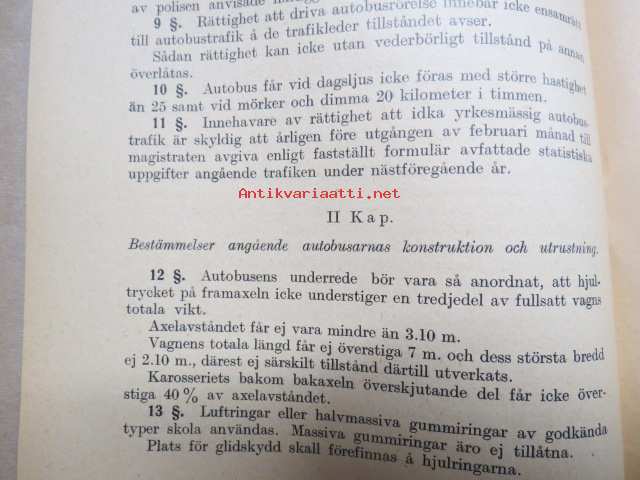 av polisen anvisade
9 §. Rättighet att driva autobusrörelse innebär icke ensamrätt
till autobustrafik å de trafikleder tillståndet avser.
Sådan rättighet kan icke utan vederbörligt tillstånd på annan
överlåtas.
10 §. Autobus får vid dagsljus icke föras med större hastighet
än 25 samt vid mörker och dimma 20 kilometer i timmen.
11 §. Innehavare av rättighet att idka yrkesmässig autobus-
trafik är skyldig att årligen före utgången av februari månad till
magistraten avgiva enligt fastställt formulär avfattade statistiska
uppgifter angående trafiken under nästföregående år.
Antikvariaatti.net
II Kap.
Bestämmelser angående autobusarnas konstruktion och utrustning.
12 §. Autobusens underrede bör vara så anordnat, att hjul-
trycket på framaxeln icke understiger en tredjedel av fullsatt vagns
totala vikt.
Axelavståndet får ej vara mindre än 3.10 m.
Vagnens totala längd får ej överstiga 7 m. och dess största bredd
ej 2.10 m., därest ej särskilt tillstånd därtill utverkats.
Karosseriets bakom bakaxeln överskjutande del får icke över-
stiga 40 % av axelavståndet.
13 §. Luftringar eller halvmassiva gummiringar av godkända
typer skola användas. Massiva gummiringar äro ej tillåtna.
Plats för glidskydd skall förefinnas å hjulringarna.